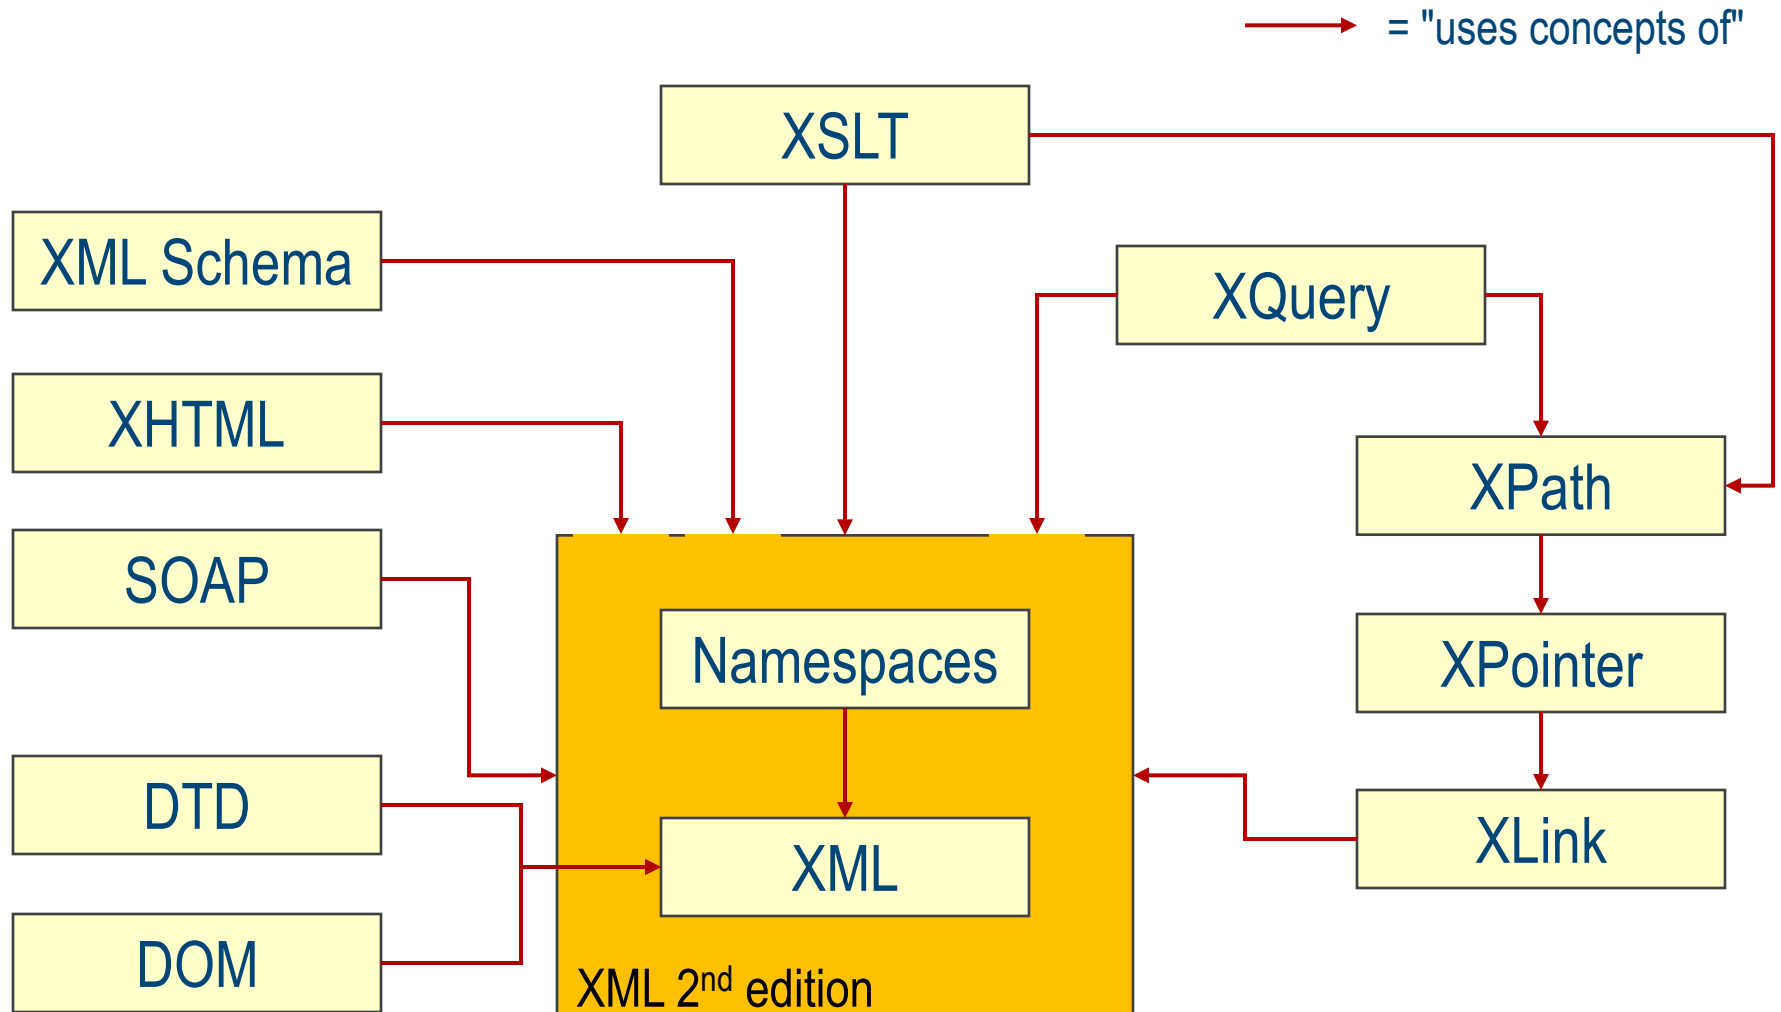 = "uses concepts of"
XSLT
XML Schema
XQuery
XHTML
XPath
SOAP
Namespaces
XPointer
DTD
XML
XLink
DOM
XML 2nd edition